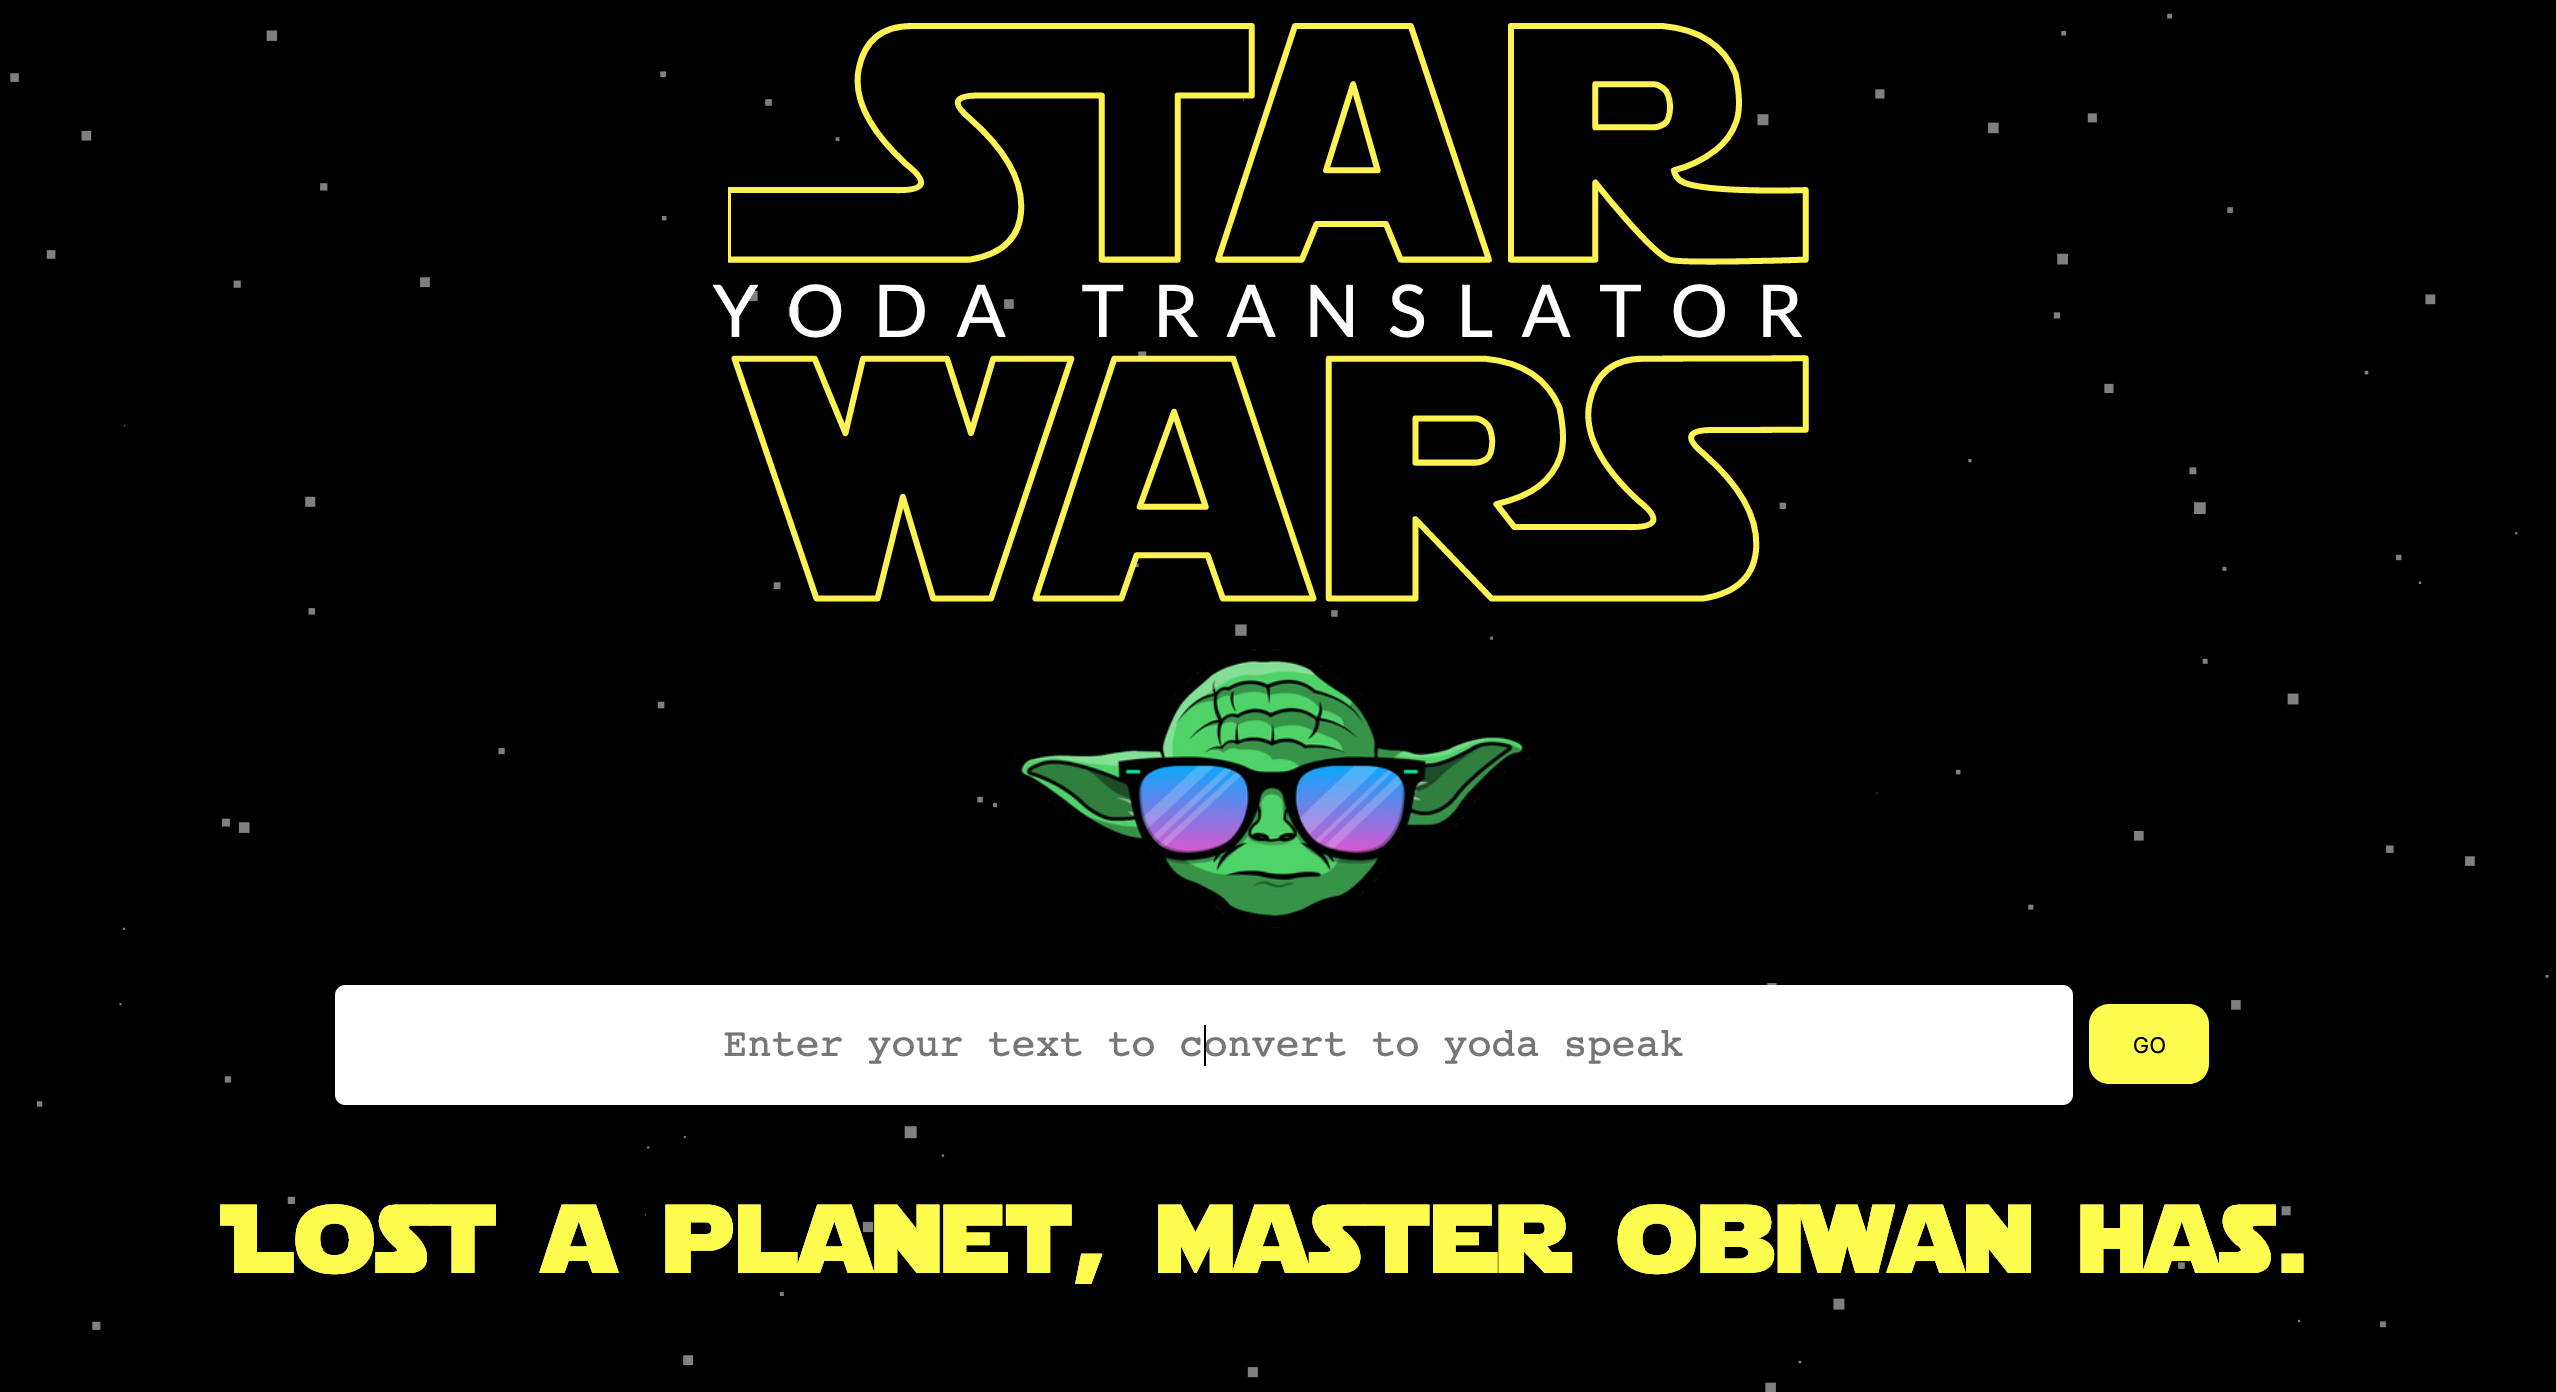 STAR
YODA TRANSLATOR
WARS
Enter your text to convert to yoda speak
GO
LOST A PLANET, MASTER OBIWAN HAS.